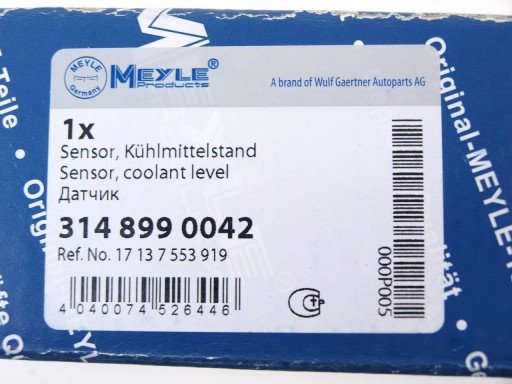 MEYLE
Germany
MEYLE®
Products
A brand of Wulf Gaertner Autoparts AG
1x
Sensor, Kühlmittelstand
Sensor, coolant level
Датчик
314 899 0042
Ref. No. 17 13 7 553 919
4 040074 526446
000P005
Original-MEYLE-
Teile